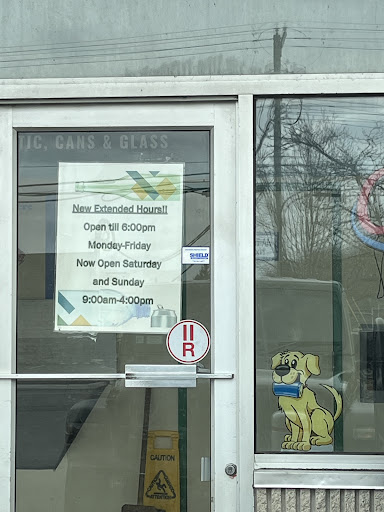 TIC, CANS & GLASS
New Extended Hours!!
Open till 6:00pm
Monday-Friday
Now Open Saturday
and Sunday
9:00am-4:00pm
SHIELD
II
R
CAUTION